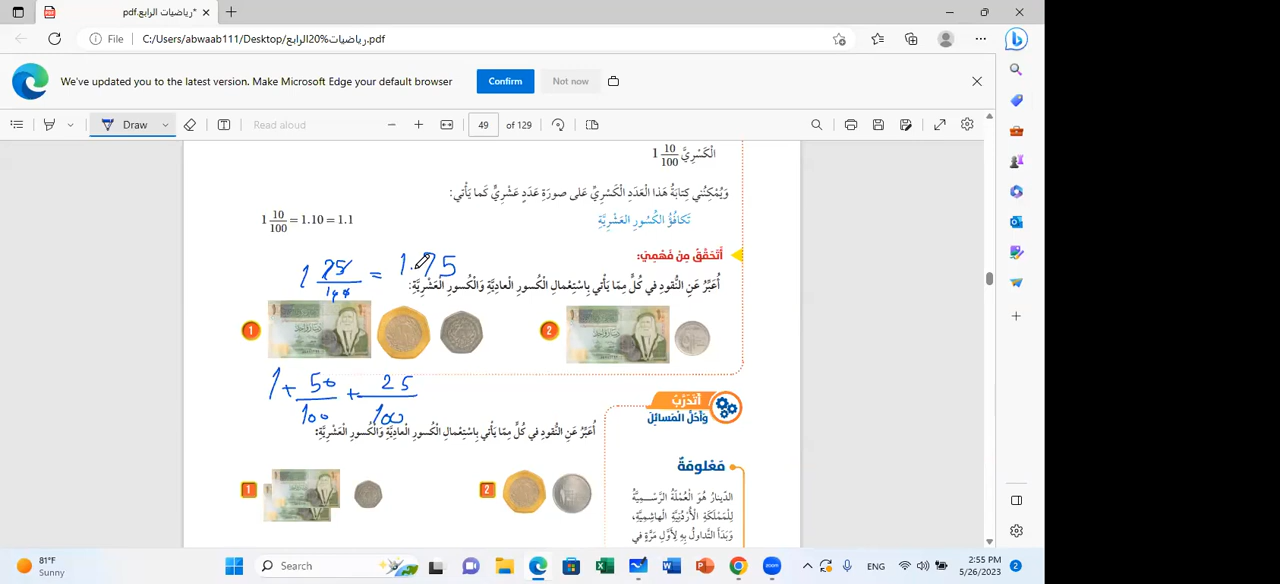 رياضيات الرابع.pdf*
File C:/Users/abwaab111/Desktop/رياضيات%20الرابع.pdf
We've updated you to the latest version. Make Microsoft Edge your default browser Confirm Not now
Draw Read aloud 49 of 129
الْكَسْرِيَّ 1 10/100
وَيُمْكِنُني كِتابَةُ هٰذا الْعَدَدِ الْكَسْرِيِّ عَلى صورَةِ عَدَدٍ عَشْرِيٍّ كَما يَأْتي:
1 10/100 = 1.10 = 1.1 تَكافُؤُ الكُسورِ العَشْرِيَّةِ
أَتَحَقَّقُ مِن فَهْمِيَ:
1 75/100 = 1.75
أُعَبِّرُ عَنِ النُّقودِ في كُلٍّ مِمّا يَأْتي بِاسْتِعْمالِ الْكُسورِ الْعادِيَّةِ وَالْكُسورِ الْعَشْرِيَّةِ:
1 2
1 + 50/100 + 25/100
أَتَدَرَّبُ
وَأَحُلُّ الْمَسائِلَ
أُعَبِّرُ عَنِ النُّقودِ في كُلٍّ مِمّا يَأْتي بِاسْتِعْمالِ الْكُسورِ الْعادِيَّةِ وَالْكُسورِ الْعَشْرِيَّةِ:
مَعْلومَةٌ
1 2
الدّينارُ هُوَ الْعُمْلَةُ الرَّسْمِيَّةُ
لِلْمَمْلَكَةِ الْأُرْدُنِيَّةِ الْهاشِمِيَّةِ،
وَبَدَأَ التَّداوُلُ بِهِ لِأَوَّلِ مَرَّةٍ في
81°F
Sunny
Search
ENG
2:55 PM
5/26/2023
2